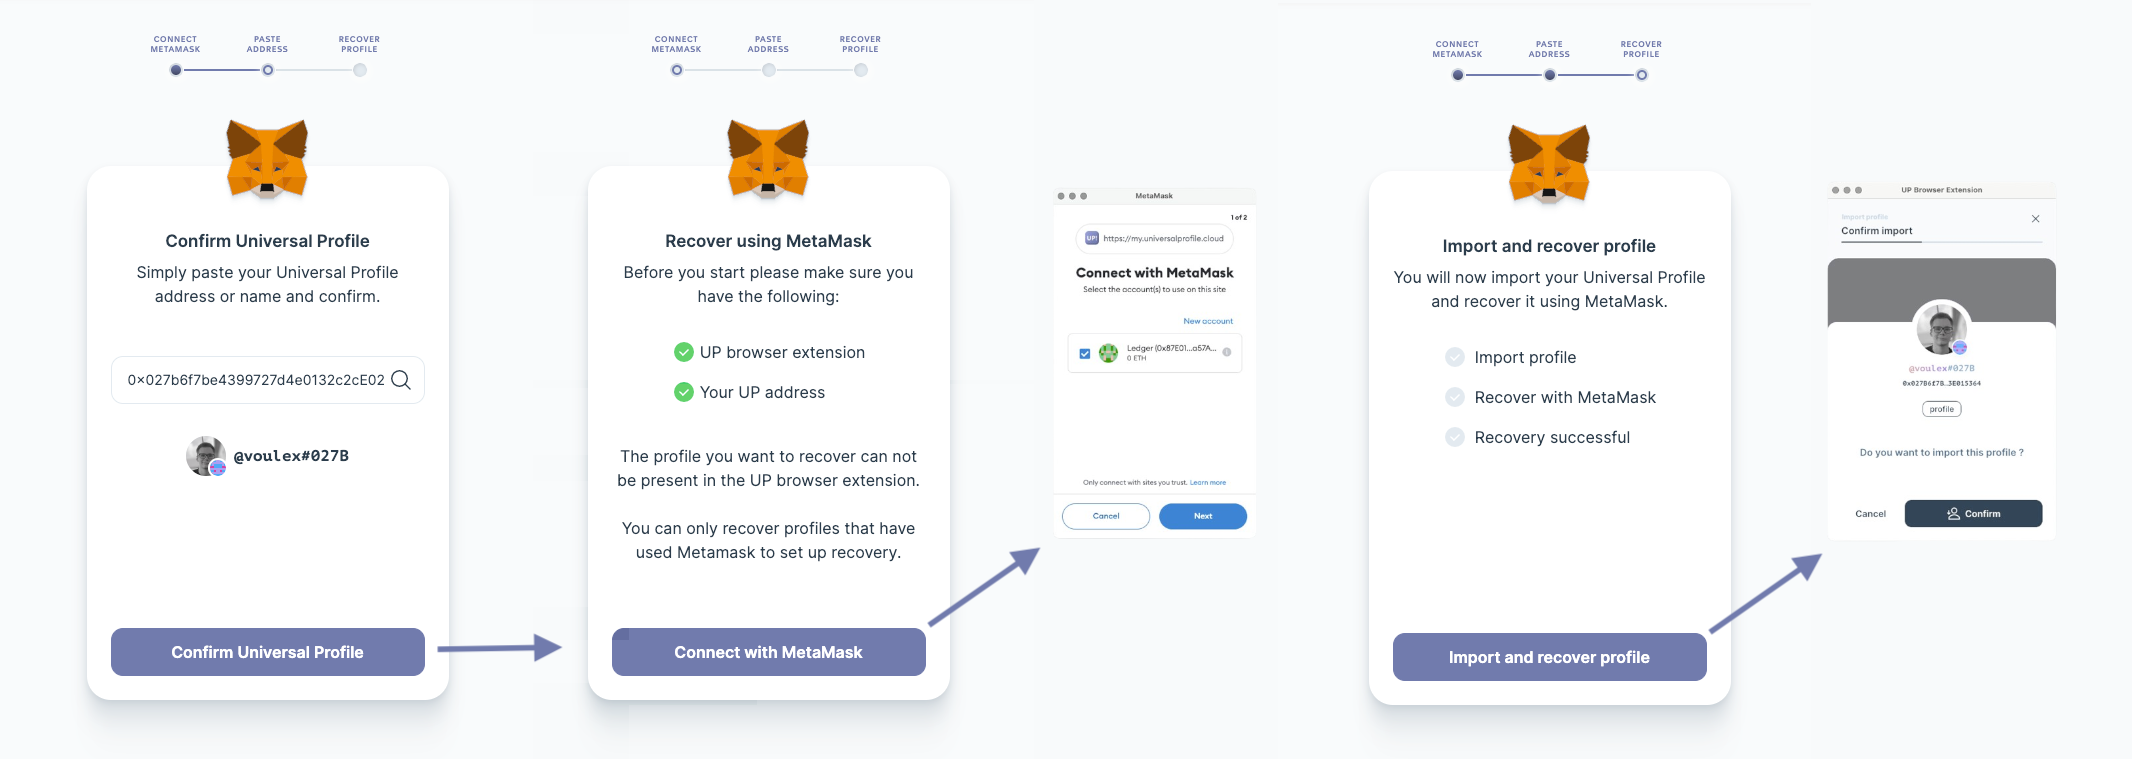 CONNECT
METAMASK
PASTE
ADDRESS
RECOVER
PROFILE
Confirm Universal Profile
Simply paste your Universal Profile
address or name and confirm.
0x027b6f7be4399727d4e0132c2cE02
@voulex#027B
Confirm Universal Profile
CONNECT
METAMASK
PASTE
ADDRESS
RECOVER
PROFILE
Recover using MetaMask
Before you start please make sure you
have the following:
UP browser extension
Your UP address
The profile you want to recover can not
be present in the UP browser extension.
You can only recover profiles that have
used Metamask to set up recovery.
Connect with MetaMask
MetaMask
1 of 2
UP!
https://my.universalprofile.cloud
Connect with MetaMask
Select the account(s) to use on this site
New account
Ledger (0x87E01...a57A...
0 ETH
Only connect with sites you trust. Learn more
Cancel
Next
CONNECT
METAMASK
PASTE
ADDRESS
RECOVER
PROFILE
Import and recover profile
You will now import your Universal Profile
and recover it using MetaMask.
Import profile
Recover with MetaMask
Recovery successful
Import and recover profile
UP Browser Extension
Import profile
Confirm import
@voulex#027B
0x027B6f7B...3E015364
profile
Do you want to import this profile ?
Cancel
Confirm